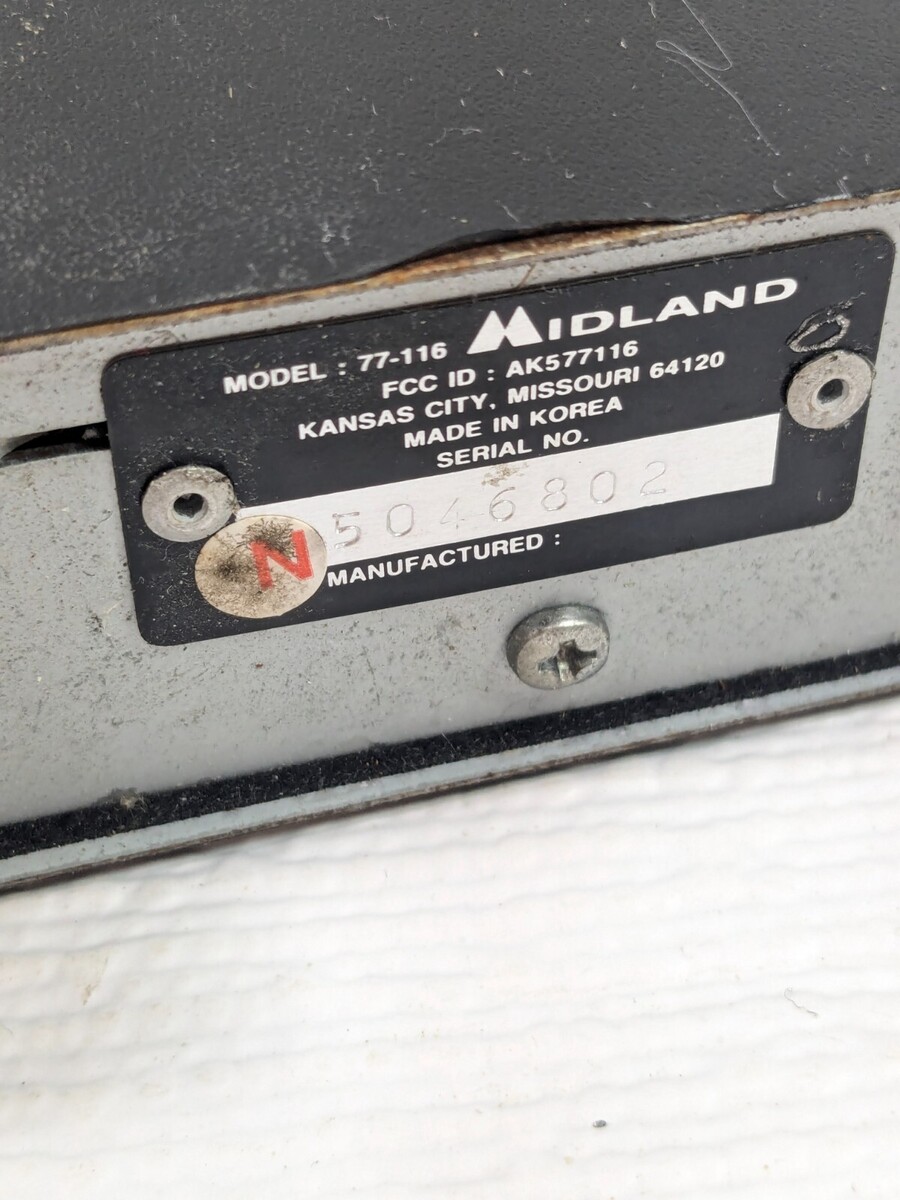 MIDLAND
MODEL : 77-116
FCC ID : AK577116
KANSAS CITY, MISSOURI 64120
MADE IN KOREA
SERIAL NO.
5046802
N
MANUFACTURED :